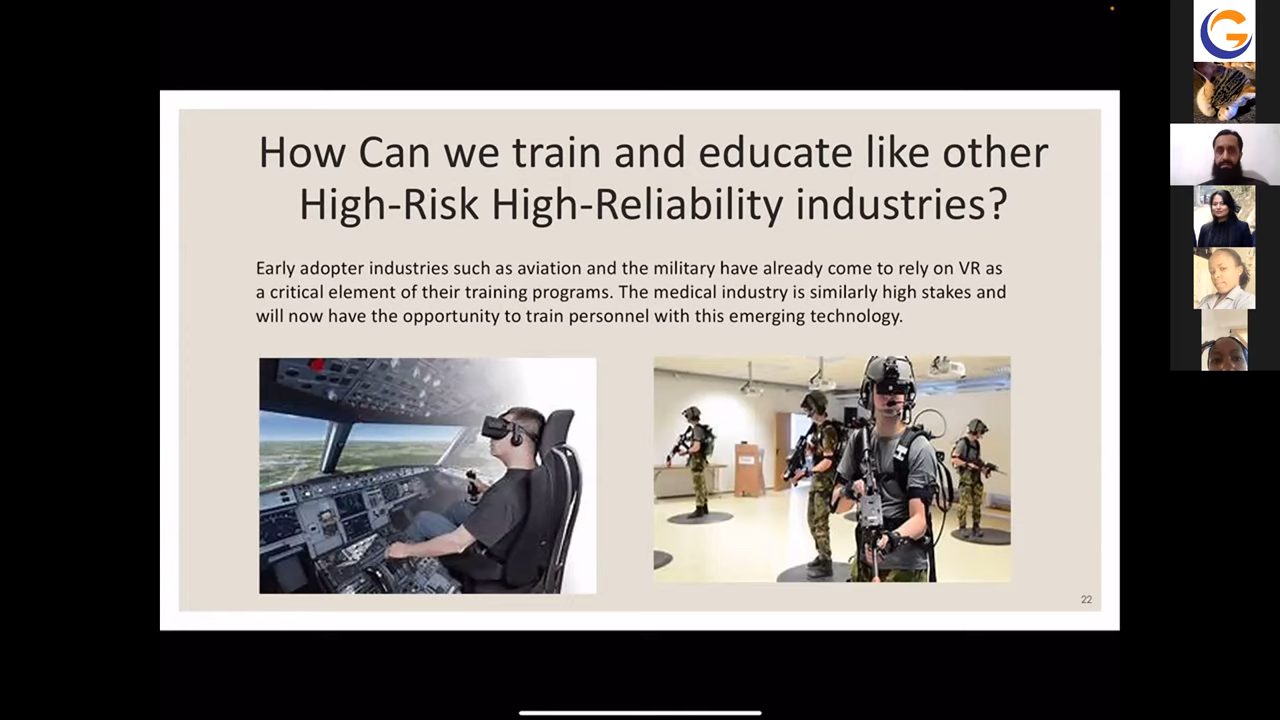 How Can we train and educate like other
High-Risk High-Reliability industries?
Early adopter industries such as aviation and the military have already come to rely on VR as
a critical element of their training programs. The medical industry is similarly high stakes and
will now have the opportunity to train personnel with this emerging technology.
22